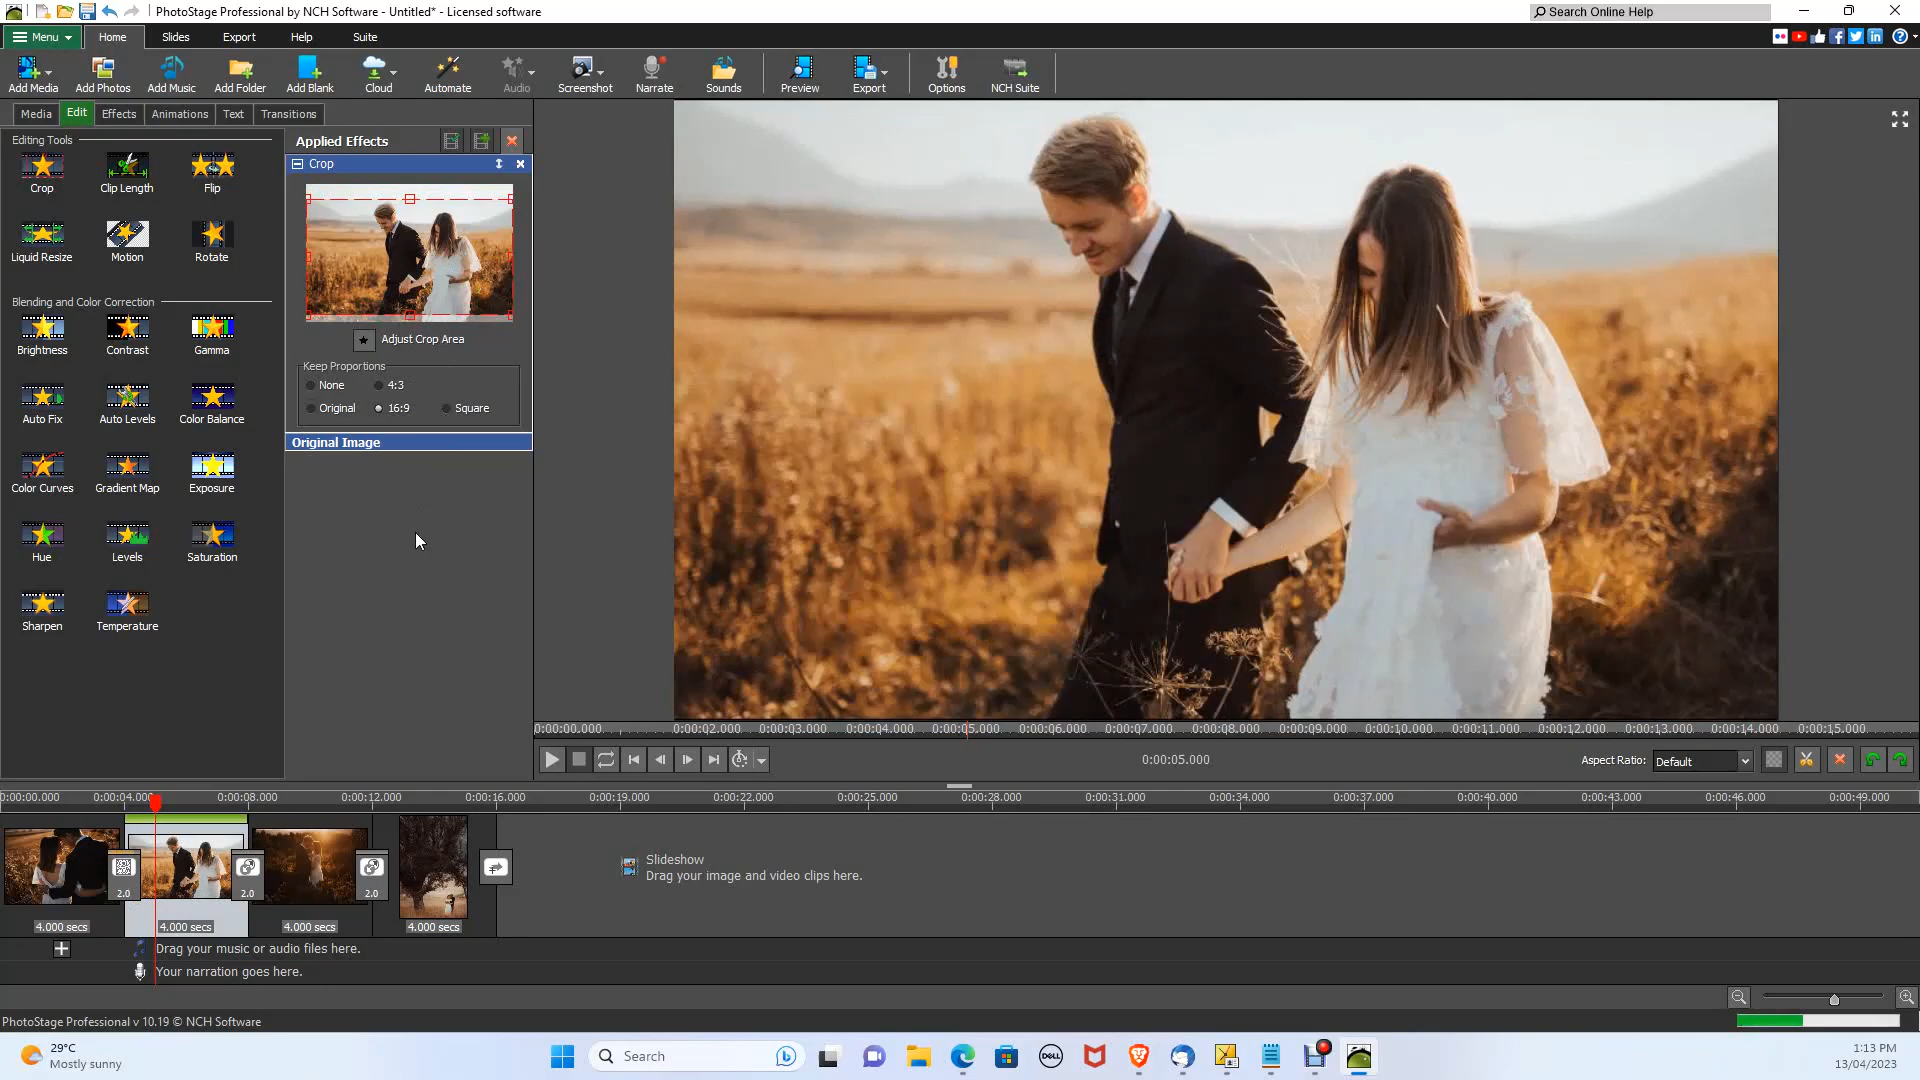 PhotoStage Professional by NCH Software - Untitled* - Licensed software
Search Online Help
Menu Home Slides Export Help Suite
Add Media Add Photos Add Music Add Folder Add Blank Cloud Automate Audio Screenshot Narrate Sounds Preview Export Options NCH Suite
Media Edit Effects Animations Text Transitions
Editing Tools
Crop Clip Length Flip
Liquid Resize Motion Rotate
Blending and Color Correction
Brightness Contrast Gamma
Auto Fix Auto Levels Color Balance
Color Curves Gradient Map Exposure
Hue Levels Saturation
Sharpen Temperature
Applied Effects
Crop
Adjust Crop Area
Keep Proportions
None 4:3
Original 16:9 Square
Original Image
0:00:00.000 0:00:02.000 0:00:03.000 0:00:04.000 0:00:05.000 0:00:06.000 0:00:07.000 0:00:08.000 0:00:09.000 0:00:10.000 0:00:11.000 0:00:12.000 0:00:13.000 0:00:14.000 0:00:15.000
0:00:05.000
Aspect Ratio: Default
0:00:00.000 0:00:04.000 0:00:08.000 0:00:12.000 0:00:16.000 0:00:19.000 0:00:22.000 0:00:25.000 0:00:28.000 0:00:31.000 0:00:34.000 0:00:37.000 0:00:40.000 0:00:43.000 0:00:46.000 0:00:49.000
2.0 2.0 2.0
Slideshow
Drag your image and video clips here.
4.000 secs 4.000 secs 4.000 secs 4.000 secs
Drag your music or audio files here.
Your narration goes here.
PhotoStage Professional v 10.19 © NCH Software
29°C
Mostly sunny
Search
DELL
1:13 PM
13/04/2023